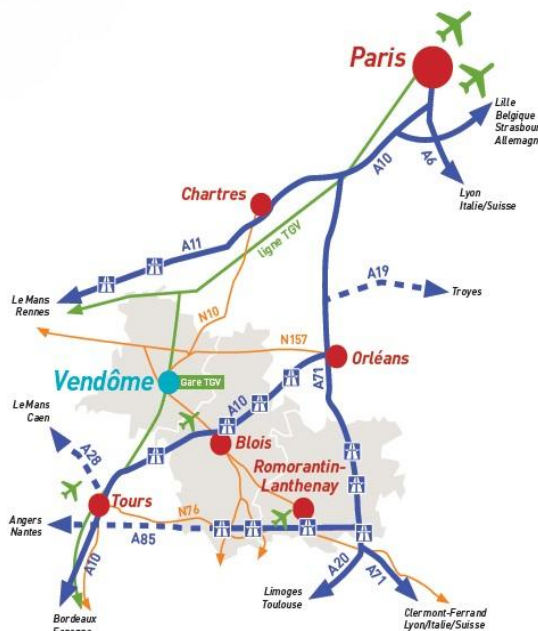 Paris
Lille
Belgique
Strasbour
Allemagn
A10
A6
Lyon
Italie/Suisse
Chartres
A11
ligne TGV
A19
Troyes
Le Mans
Rennes
N10
N157
Orléans
Vendôme
Gare TGV
A71
A10
Le Mans
Caen
A28
Blois
Romorantin-
Lanthenay
Tours
N76
Angers
Nantes
A85
A10
A20
A71
Limoges
Toulouse
Bordeaux
Clermont-Ferrand
Lyon/Italie/Suisse